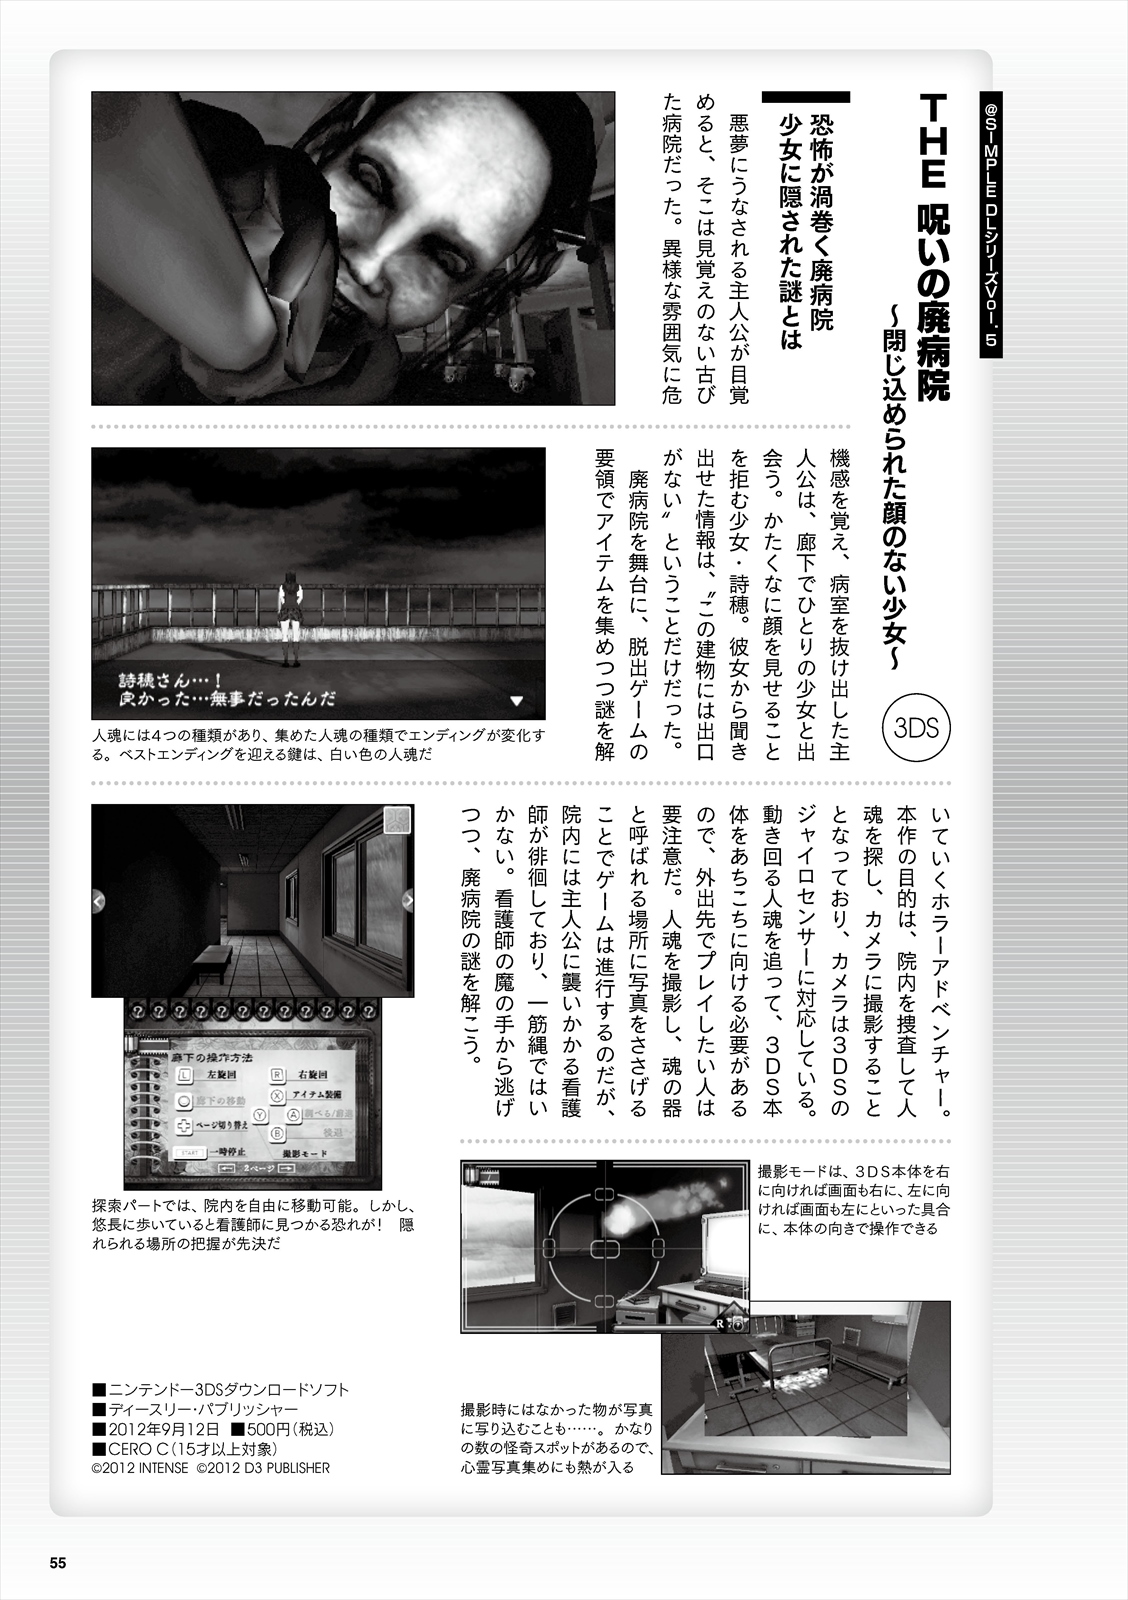 @SIMPLE DLシリーズVol.5
THE 呪いの廃病院
～閉じ込められた顔のない少女～
3DS
恐怖が渦巻く廃病院
少女に隠された謎とは
悪夢にうなされる主人公が目覚
めると、そこは見覚えのない古び
た病院だった。異様な雰囲気に危
機感を覚え、病室を抜け出した主
人公は、廊下でひとりの少女と出
会う。かたくなに顔を見せること
を拒む少女・詩穂。彼女から聞き
出せた情報は、〝この建物には出口
がない〟ということだけだった。
廃病院を舞台に、脱出ゲームの
要領でアイテムを集めつつ謎を解
いていくホラーアドベンチャー。
本作の目的は、院内を捜査して人
魂を探し、カメラに撮影すること
となっており、カメラは3DSの
ジャイロセンサーに対応している。
動き回る人魂を追って、3DS本
体をあちこちに向ける必要がある
ので、外出先でプレイしたい人は
要注意だ。人魂を撮影し、魂の器
と呼ばれる場所に写真をささげる
ことでゲームは進行するのだが、
院内には主人公に襲いかかる看護
師が徘徊しており、一筋縄ではい
かない。看護師の魔の手から逃げ
つつ、廃病院の謎を解こう。
詩穂さん…！
良かった…無事だったんだ
人魂には4つの種類があり、集めた人魂の種類でエンディングが変化す
る。ベストエンディングを迎える鍵は、白い色の人魂だ
? ? ? ? ? ? ? ? ? ? ? ?
廊下の操作方法
L 左旋回
R 右旋回
廊下の移動
X アイテム装備
Y A 調べる/前進
ページ切り替え
B 後退
START 一時停止
撮影モード
2ページ
探索パートでは、院内を自由に移動可能。しかし、
悠長に歩いていると看護師に見つかる恐れが！　隠
れられる場所の把握が先決だ
R
撮影モードは、3DS本体を右
に向ければ画面も右に、左に向
ければ画面も左にといった具合
に、本体の向きで操作できる
撮影時にはなかった物が写真
に写り込むことも……。かなり
の数の怪奇スポットがあるので、
心霊写真集めにも熱が入る
■ニンテンドー3DSダウンロードソフト
■ディースリー・パブリッシャー
■2012年9月12日 ■500円（税込）
■CERO C（15才以上対象）
©2012 INTENSE ©2012 D3 PUBLISHER
55